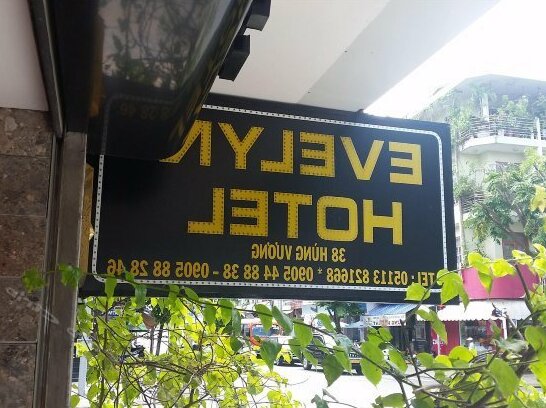 EVELYN
HOTEL
38 HÙNG VƯƠNG
TEL: 05113 821668 * 0905 44 88 38 - 0905 88 28 46